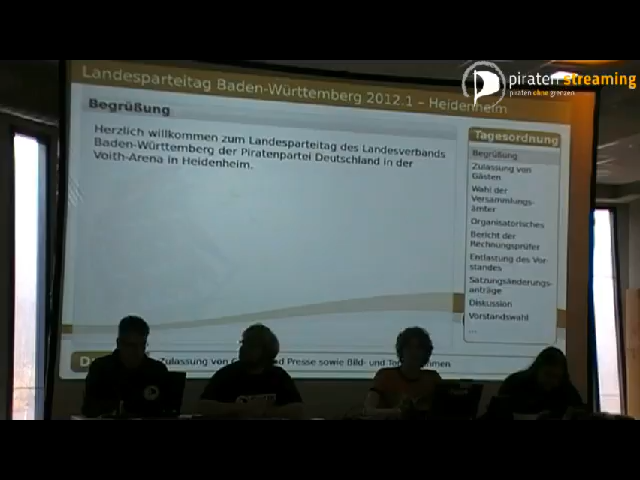 piraten streaming
piraten ohne grenzen
Landesparteitag Baden-Württemberg 2012.1 – Heidenheim
Begrüßung
Herzlich willkommen zum Landesparteitag des Landesverbands
Baden-Württemberg der Piratenpartei Deutschland in der
Voith-Arena in Heidenheim.
Tagesordnung
Begrüßung
Zulassung von
Gästen
Wahl der
Versammlungs-
ämter
Organisatorisches
Bericht der
Rechnungsprüfer
Entlastung des Vor-
standes
Satzungsänderungs-
anträge
Diskussion
Vorstandswahl
...
Zulassung von Presse sowie Bild- und